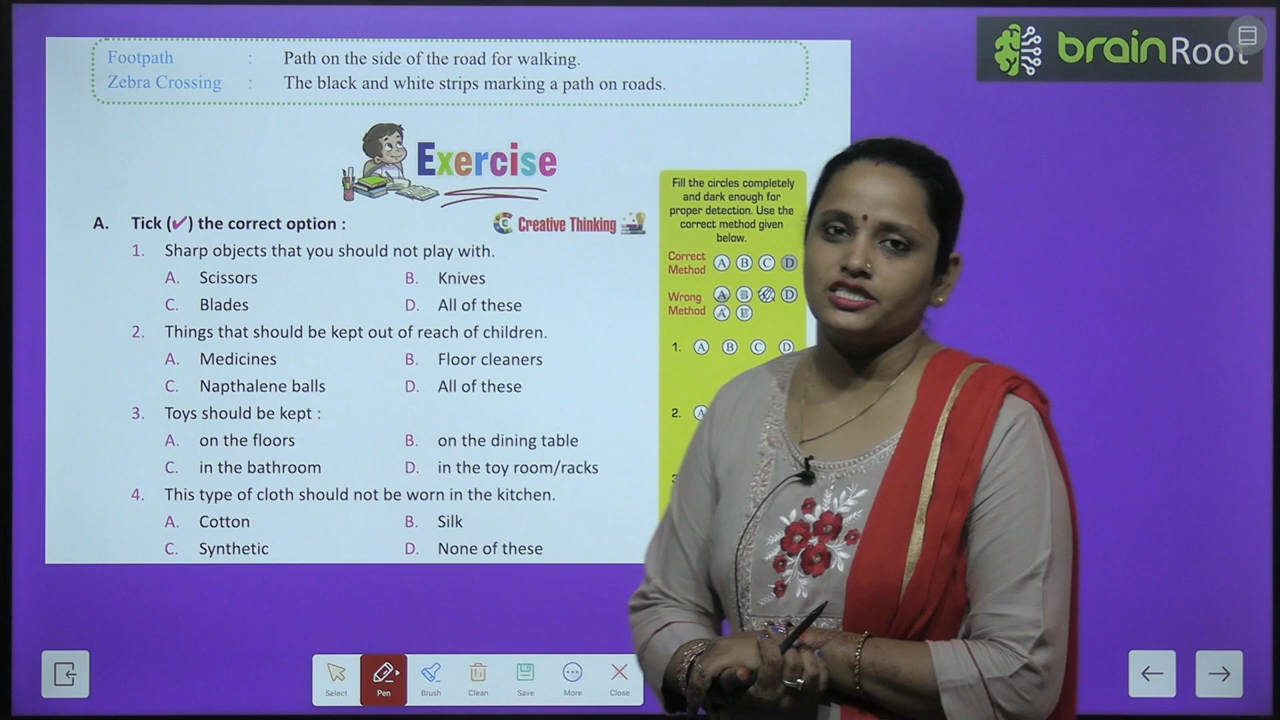 Footpath : Path on the side of the road for walking.
Zebra Crossing : The black and white strips marking a path on roads.
brainRoot
Exercise
A. Tick (✓) the correct option :
Creative Thinking
1. Sharp objects that you should not play with.
A. Scissors B. Knives
C. Blades D. All of these
2. Things that should be kept out of reach of children.
A. Medicines B. Floor cleaners
C. Napthalene balls D. All of these
3. Toys should be kept :
A. on the floors B. on the dining table
C. in the bathroom D. in the toy room/racks
4. This type of cloth should not be worn in the kitchen.
A. Cotton B. Silk
C. Synthetic D. None of these
Fill the circles completely
and dark enough for
proper detection. Use the
correct method given
below.
Correct
Method A B C D
Wrong
Method A B D
A E
1. A B C D
2. A
Select Pen Brush Clean Save More Close